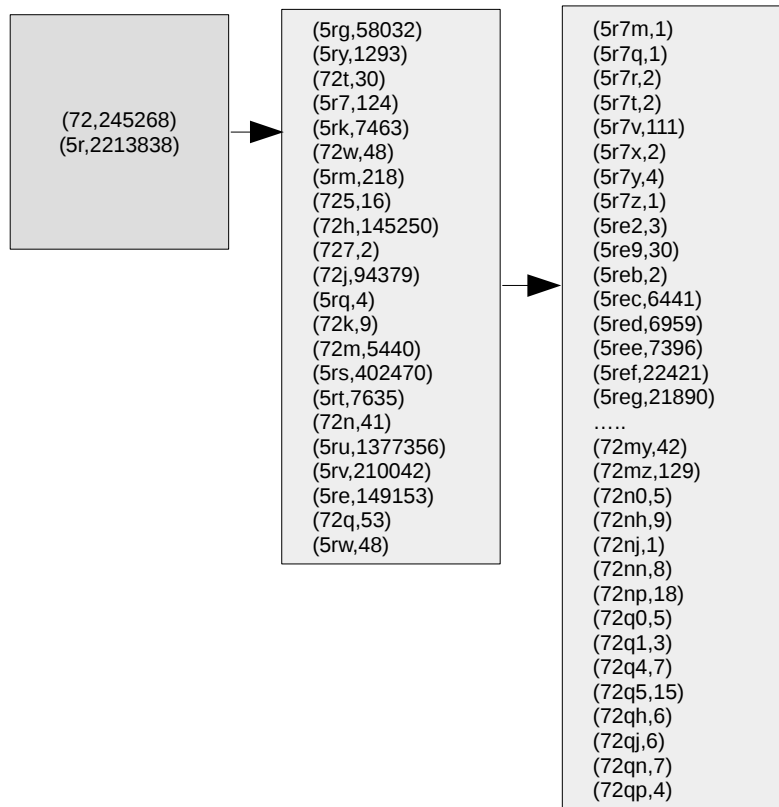 (72,245268)
(5r,2213838)
(5rg,58032)
(5ry,1293)
(72t,30)
(5r7,124)
(5rk,7463)
(72w,48)
(5rm,218)
(725,16)
(72h,145250)
(727,2)
(72j,94379)
(5rq,4)
(72k,9)
(72m,5440)
(5rs,402470)
(5rt,7635)
(72n,41)
(5ru,1377356)
(5rv,210042)
(5re,149153)
(72q,53)
(5rw,48)
(5r7m,1)
(5r7q,1)
(5r7r,2)
(5r7t,2)
(5r7v,111)
(5r7x,2)
(5r7y,4)
(5r7z,1)
(5re2,3)
(5re9,30)
(5reb,2)
(5rec,6441)
(5red,6959)
(5ree,7396)
(5ref,22421)
(5reg,21890)
.....
(72my,42)
(72mz,129)
(72n0,5)
(72nh,9)
(72nj,1)
(72nn,8)
(72np,18)
(72q0,5)
(72q1,3)
(72q4,7)
(72q5,15)
(72qh,6)
(72qj,6)
(72qn,7)
(72qp,4)